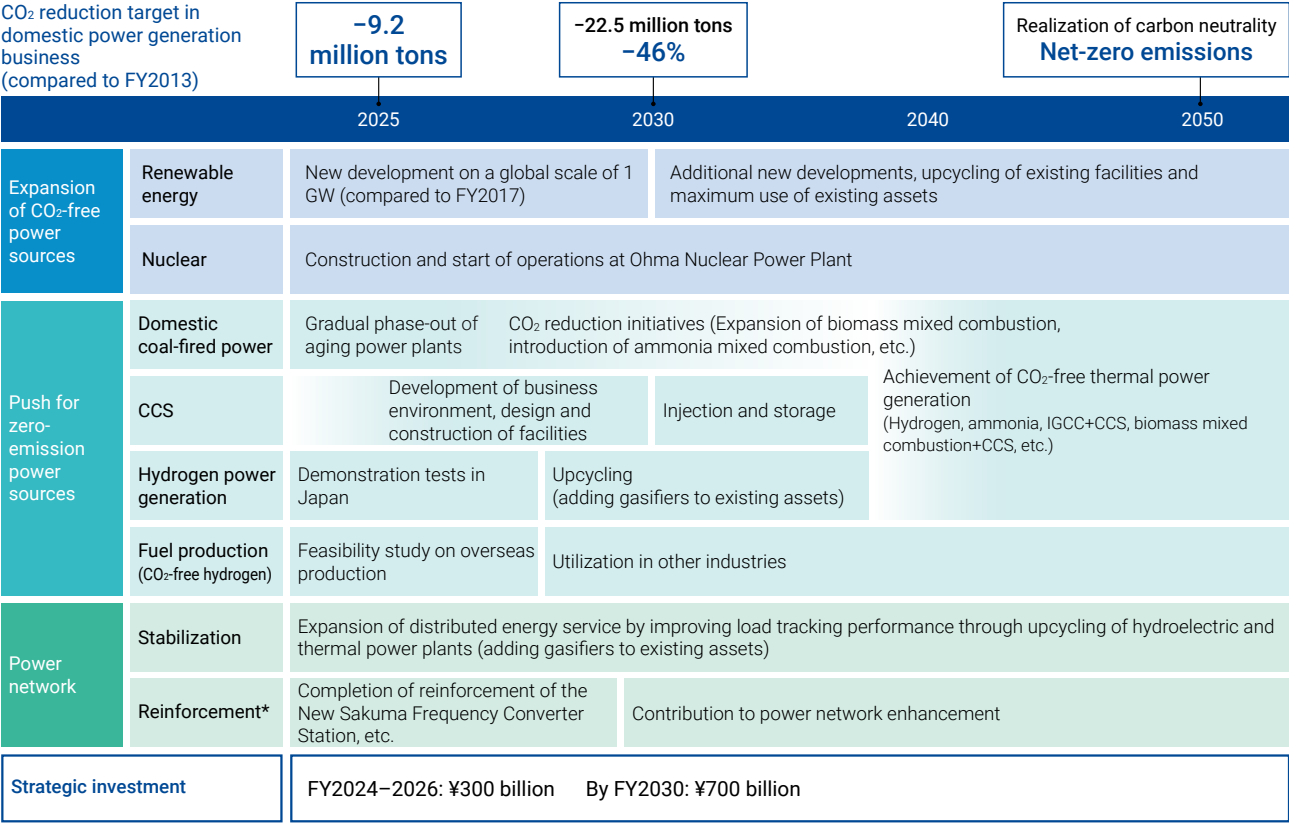 CO₂ reduction target in
domestic power generation
business
(compared to FY2013)
−9.2
million tons
−22.5 million tons
−46%
Realization of carbon neutrality
Net-zero emissions
2025
2030
2040
2050
Expansion
of CO₂-free
power
sources
Renewable
energy
New development on a global scale of 1
GW (compared to FY2017)
Additional new developments, upcycling of existing facilities and
maximum use of existing assets
Nuclear
Construction and start of operations at Ohma Nuclear Power Plant
Push for
zero-
emission
power
sources
Domestic
coal-fired power
Gradual phase-out of
aging power plants
CO₂ reduction initiatives (Expansion of biomass mixed combustion,
introduction of ammonia mixed combustion, etc.)
CCS
Development of business
environment, design and
construction of facilities
Injection and storage
Achievement of CO₂-free thermal power
generation
(Hydrogen, ammonia, IGCC+CCS, biomass mixed
combustion+CCS, etc.)
Hydrogen power
generation
Demonstration tests in
Japan
Upcycling
(adding gasifiers to existing assets)
Fuel production
(CO₂-free hydrogen)
Feasibility study on overseas
production
Utilization in other industries
Power
network
Stabilization
Expansion of distributed energy service by improving load tracking performance through upcycling of hydroelectric and
thermal power plants (adding gasifiers to existing assets)
Reinforcement*
Completion of reinforcement of the
New Sakuma Frequency Converter
Station, etc.
Contribution to power network enhancement
Strategic investment
FY2024–2026: ¥300 billion By FY2030: ¥700 billion